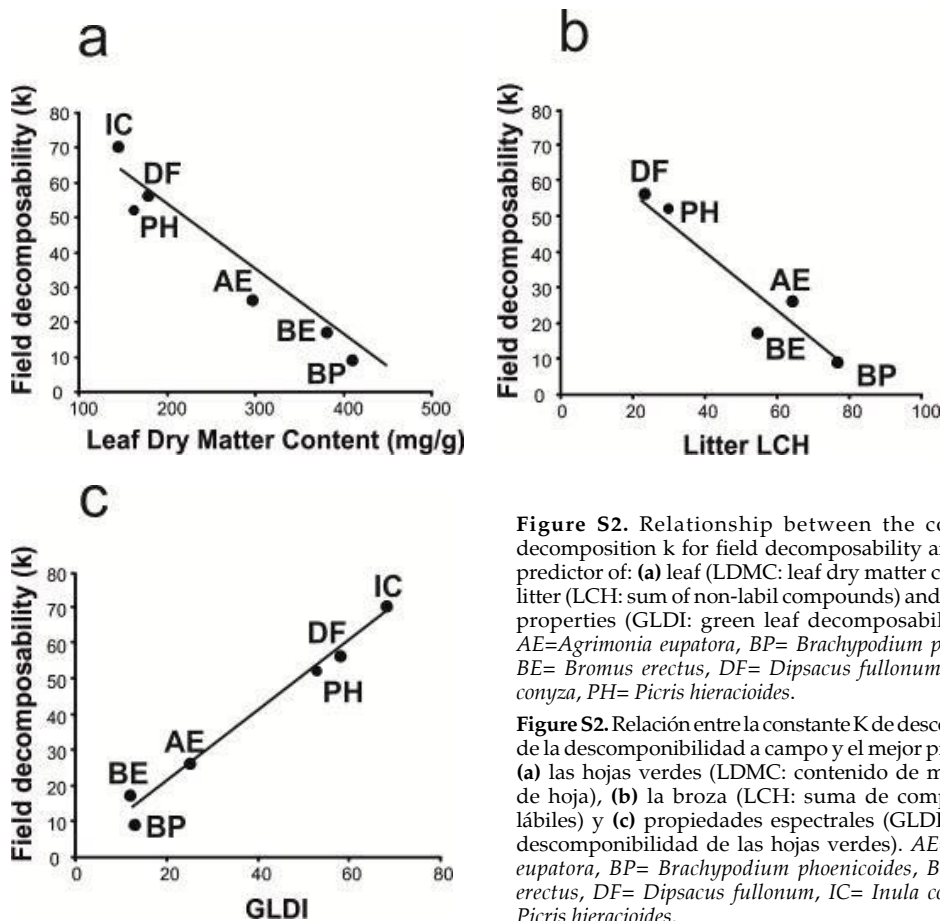 a
Field decomposability (k)
80
70
60
50
40
30
20
10
0
IC
DF
PH
AE
BE
BP
100
200
300
400
500
Leaf Dry Matter Content (mg/g)
b
Field decomposability (k)
80
70
60
50
40
30
20
10
0
DF
PH
AE
BE
BP
0
20
40
60
80
100
Litter LCH
C
Field decomposability (k)
80
70
60
50
40
30
20
10
0
IC
DF
PH
AE
BE
BP
0
20
40
60
80
GLDI
Figure S2. Relationship between the
decomposition k for field decomposability
predictor of: (a) leaf (LDMC: leaf dry matter
litter (LCH: sum of non-labil compounds) and
properties (GLDI: green leaf
AE=Agrimonia eupatora, BP= Brachypodium
BE= Bromus erectus, DF= Dipsacus fullonum
conyza, PH= Picris hieracioides.
Figure S2. Relación entre la constante K de
de la descomponibilidad a campo y el mejor
(a) las hojas verdes (LDMC: contenido de
de hoja), (b) la broza (LCH: suma de
lábiles) y (c) propiedades espectrales (GLDI
descomponibilidad de las hojas verdes). AE
eupatora, BP= Brachypodium phoenicoides,
erectus, DF= Dipsacus fullonum, IC= Inula
Picris hieracioides.